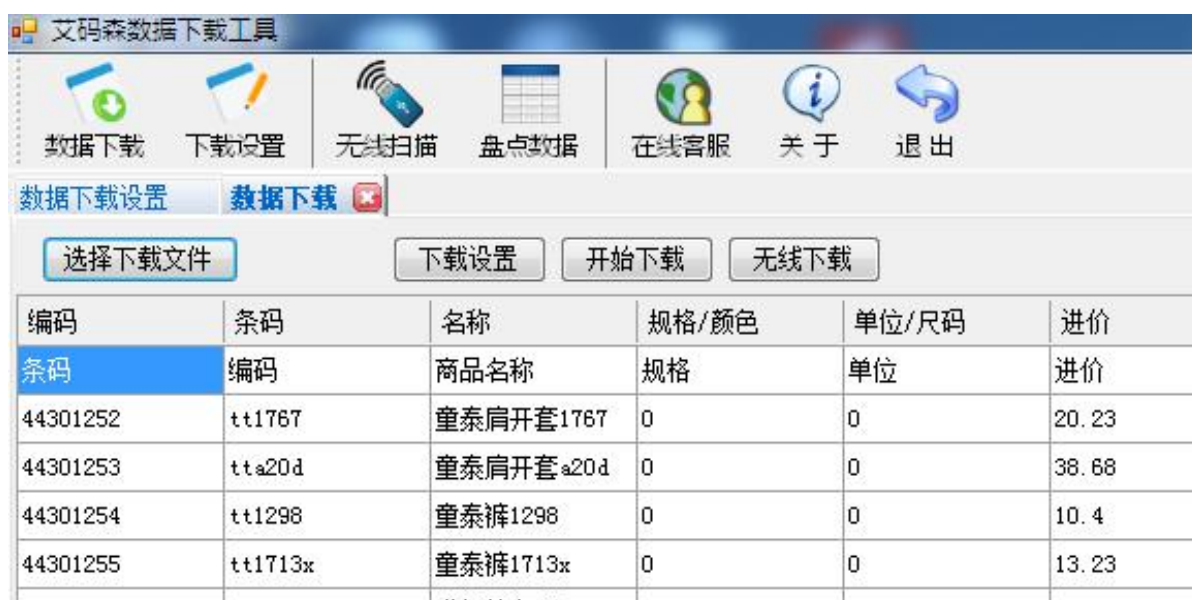 艾码森数据下载工具
数据下载 下载设置 无线扫描 盘点数据 在线客服 关于 退出
数据下载设置 数据下载
选择下载文件 下载设置 开始下载 无线下载
编码 条码 名称 规格/颜色 单位/尺码 进价
条码 编码 商品名称 规格 单位 进价
44301252 tt1767 童泰肩开套1767 0 0 20.23
44301253 tta20d 童泰肩开套a20d 0 0 38.68
44301254 tt1298 童泰裤1298 0 0 10.4
44301255 tt1713x 童泰裤1713x 0 0 13.23